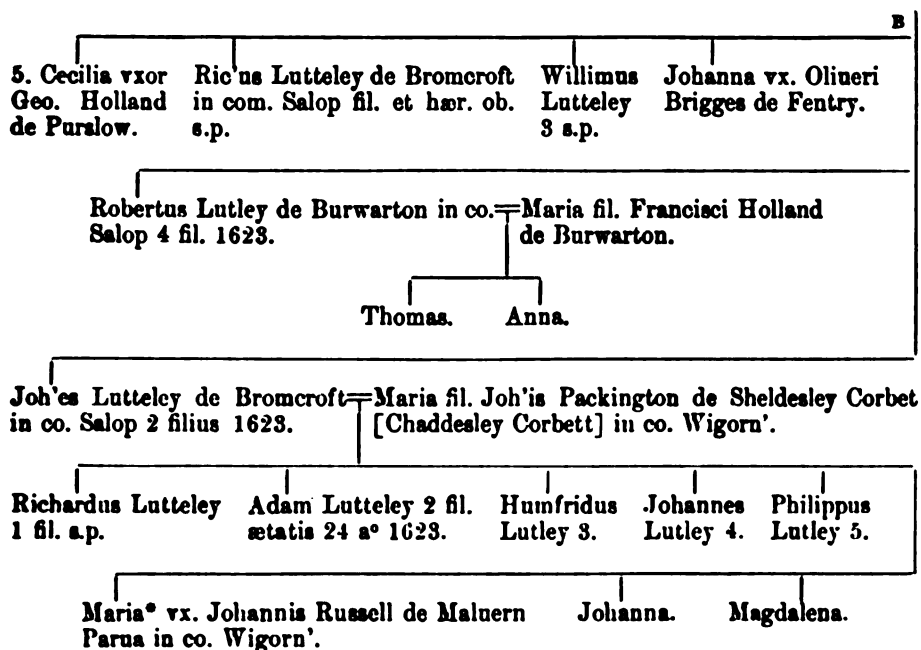 B
5. Cecilia vxor
Geo. Holland
de Purslow.
Ric'us Lutteley de Bromcroft
in com. Salop fil. et hær. ob.
s.p.
Willimus
Lutteley
3 s.p.
Johanna vx. Oliueri
Brigges de Fentry.
Robertus Lutley de Burwarton in co.
Salop 4 fil. 1623.
Maria fil. Francisci Holland
de Burwarton.
Thomas.
Anna.
Joh'es Lutteley de Bromcroft
in co. Salop 2 filius 1623.
Maria fil. Joh'is Packington de Sheldesley Corbet
[Chaddesley Corbett] in co. Wigorn'.
Richardus Lutteley
1 fil. s.p.
Adam Lutteley 2 fil.
ætatis 24 a° 1623.
Humfridus
Lutley 3.
Johannes
Lutley 4.
Philippus
Lutley 5.
Maria* vx. Johannis Russell de Maluern
Parua in co. Wigorn'.
Johanna.
Magdalena.